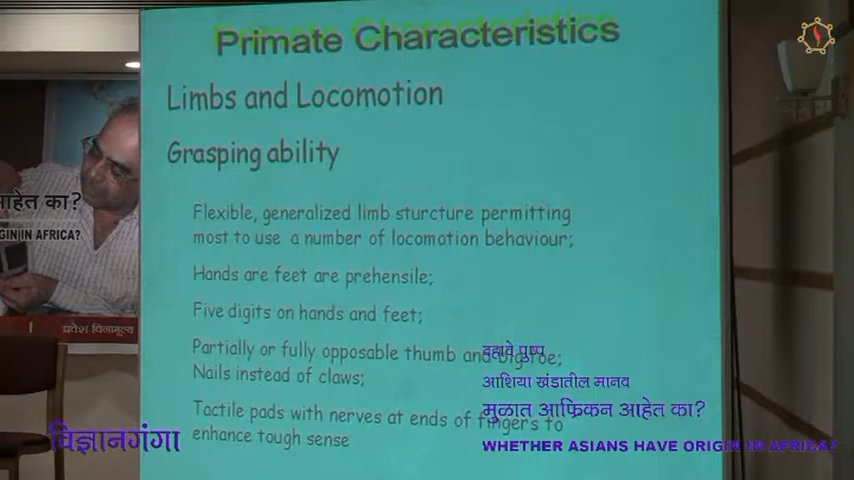 Primate Characteristics
Limbs and Locomotion
Grasping ability
Flexible, generalized limb sturcture permitting
most to use a number of locomotion behaviour;
Hands are feet are prehensile;
Five digits on hands and feet;
Partially or fully opposable thumb and big toe;
Nails instead of claws;
Tactile pads with nerves at ends of fingers to
enhance tough sense
आहेत का?
GIN IN AFRICA?
प्रवेश विनामूल्य
विज्ञानगंगा
दहावे पुष्प
आशिया खंडातील मानव
मुळात आफ्रिकन आहेत का?
WHETHER ASIANS HAVE ORIGIN IN AFRICA?